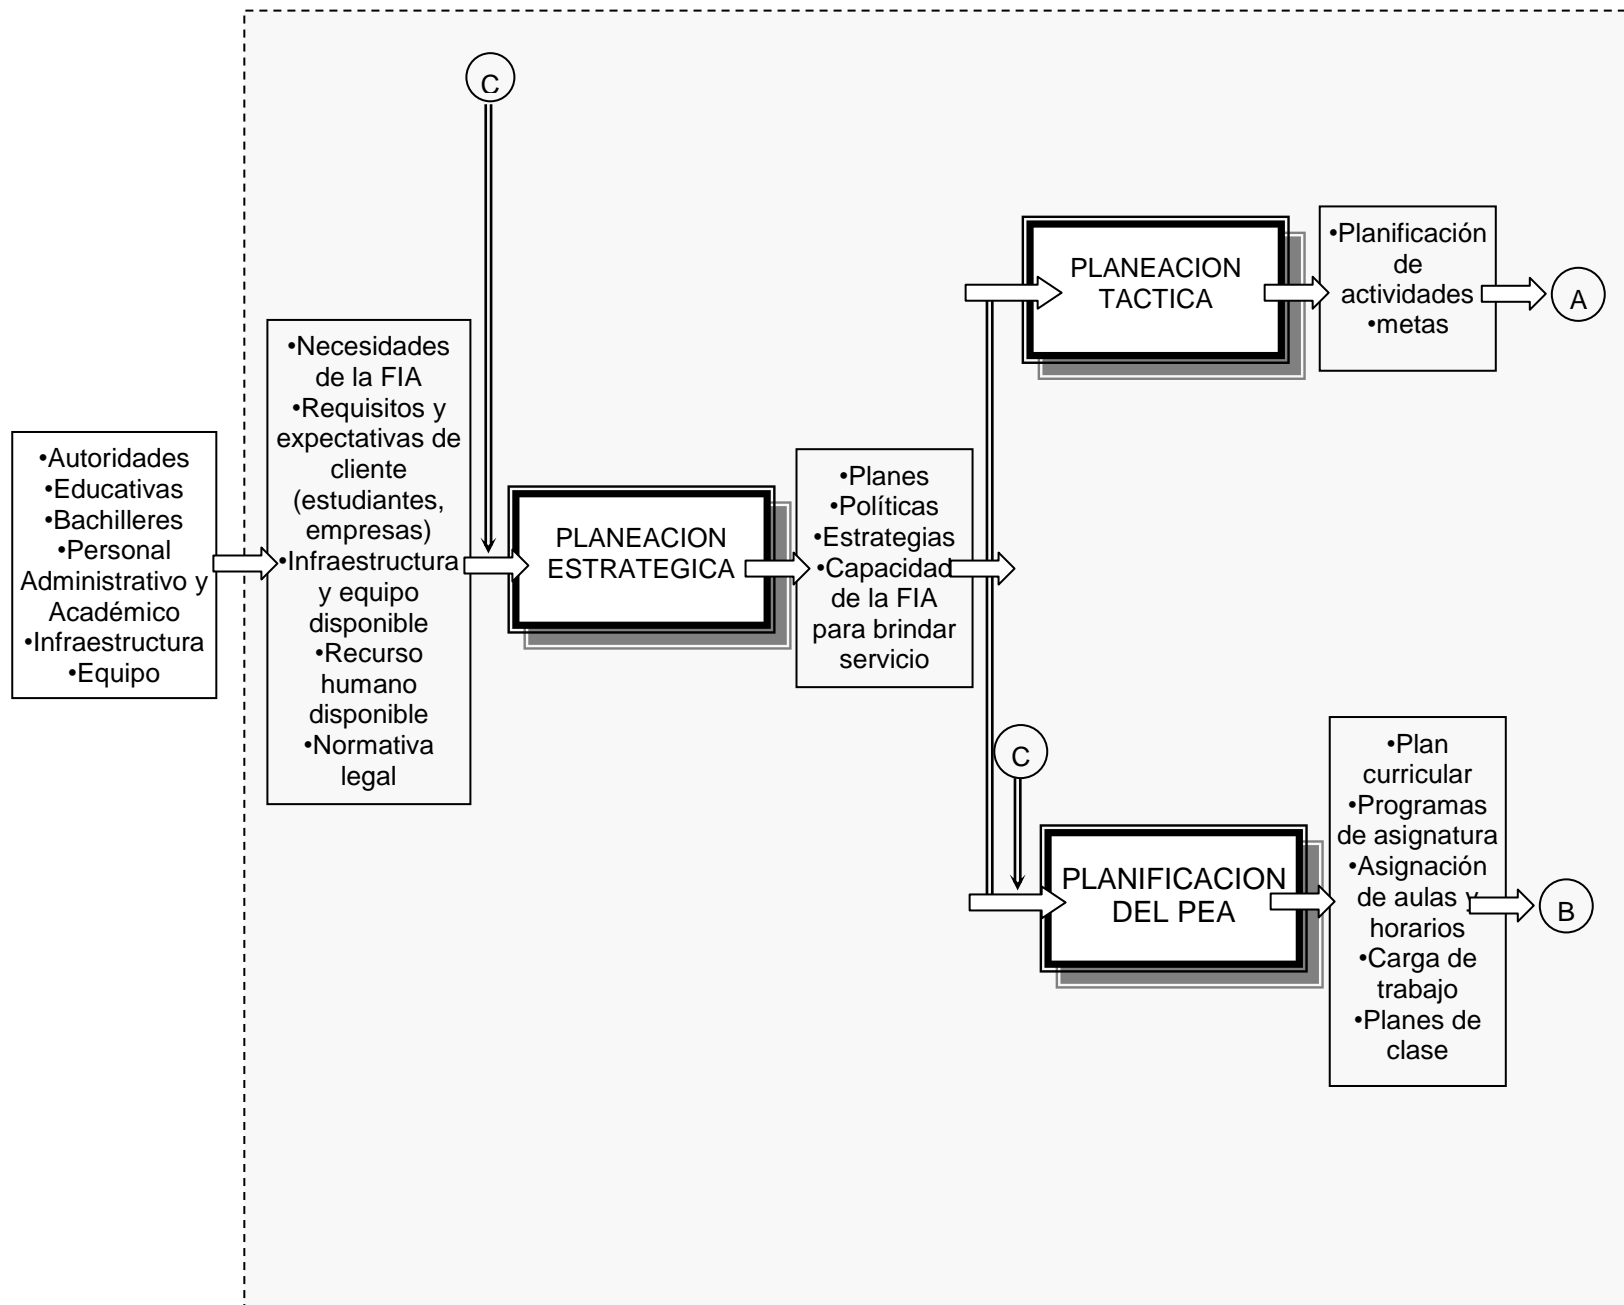 C
•Autoridades
•Educativas
•Bachilleres
•Personal
Administrativo y
Académico
•Infraestructura
•Equipo
•Necesidades
de la FIA
•Requisitos y
expectativas de
cliente
(estudiantes,
empresas)
•Infraestructura
y equipo
disponible
•Recurso
humano
disponible
•Normativa
legal
PLANEACION
ESTRATEGICA
•Planes
•Políticas
•Estrategias
•Capacidad
de la FIA
para brindar
servicio
PLANEACION
TACTICA
•Planificación
de
actividades
•metas
A
C
PLANIFICACION
DEL PEA
•Plan
curricular
•Programas
de asignatura
•Asignación
de aulas y
horarios
•Carga de
trabajo
•Planes de
clase
B